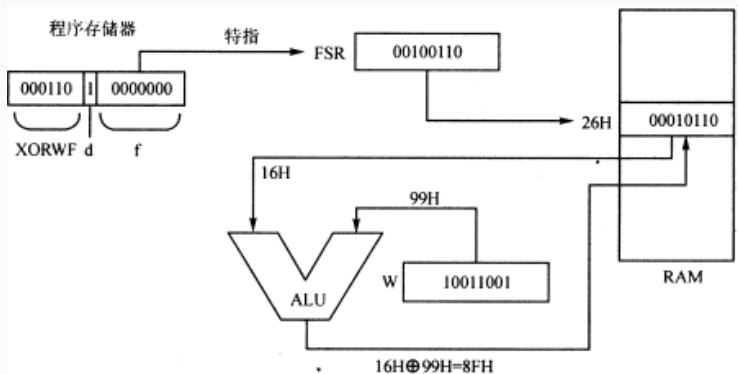 程序存储器
特指
FSR
00100110
000110
1
0000000
XORWF
d
f
26H
00010110
16H
99H
ALU
W
10011001
RAM
16H⊕99H=8FH